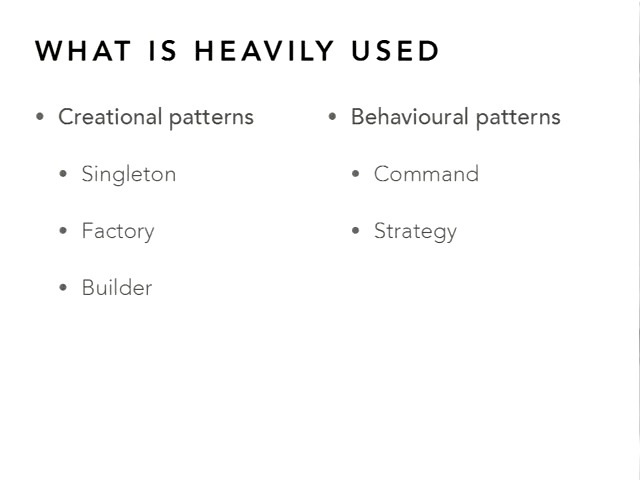 WHAT IS HEAVILY USED
• Creational patterns
• Singleton
• Factory
• Builder
• Behavioural patterns
• Command
• Strategy